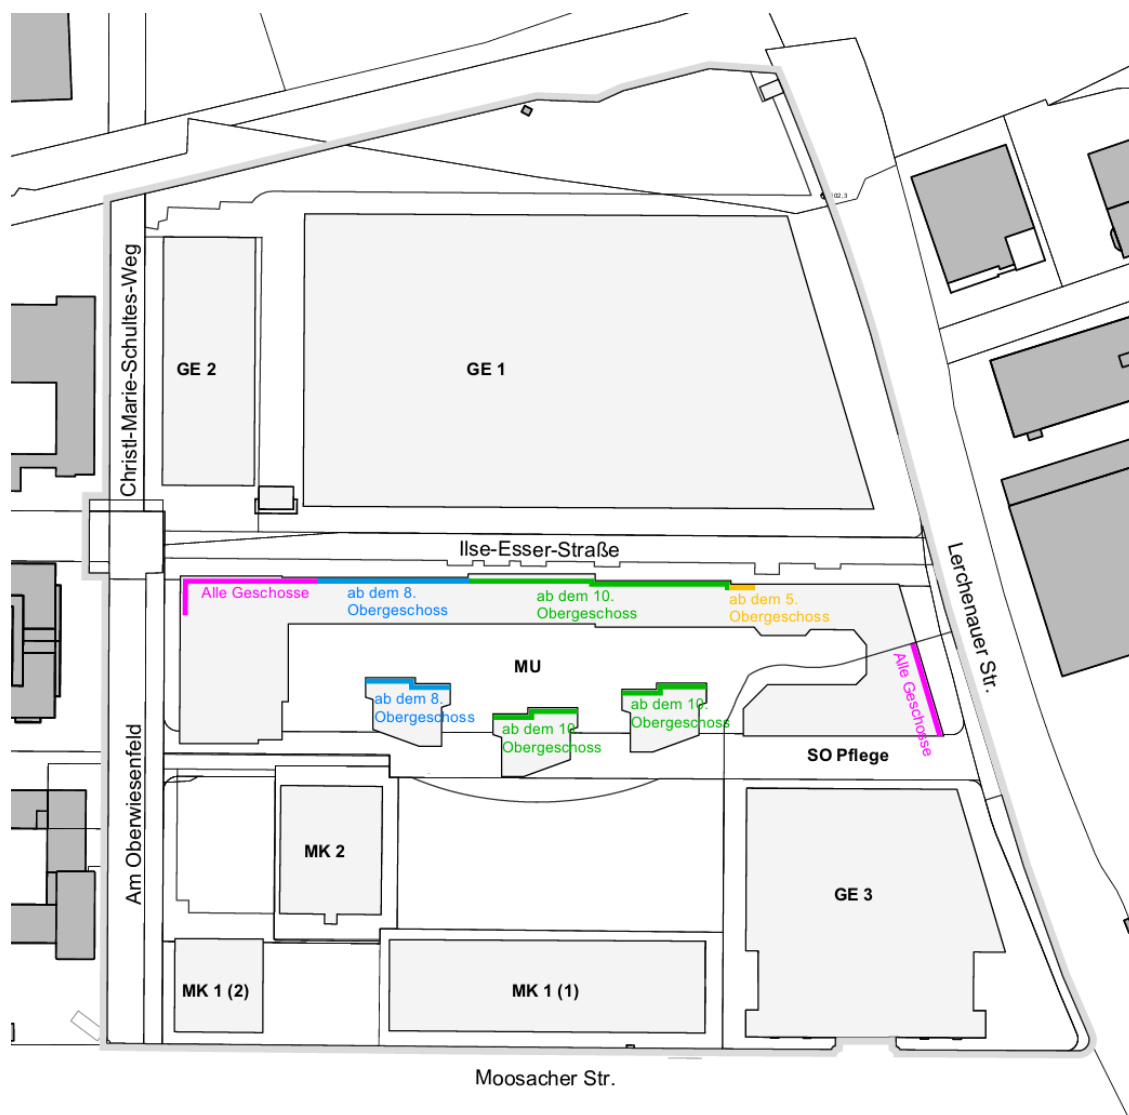 Christl-Marie-Schultes-Weg
GE 2
GE 1
Ilse-Esser-Straße
Lerchenauer Str.
Alle Geschosse
ab dem 8.
Obergeschoss
ab dem 10.
Obergeschoss
ab dem 5.
Obergeschoss
MU
Alle Geschosse
ab dem 8.
Obergeschoss
ab dem 10.
Obergeschoss
ab dem 10.
Obergeschoss
SO Pflege
Am Oberwiesenfeld
MK 2
GE 3
MK 1 (2)
MK 1 (1)
Moosacher Str.